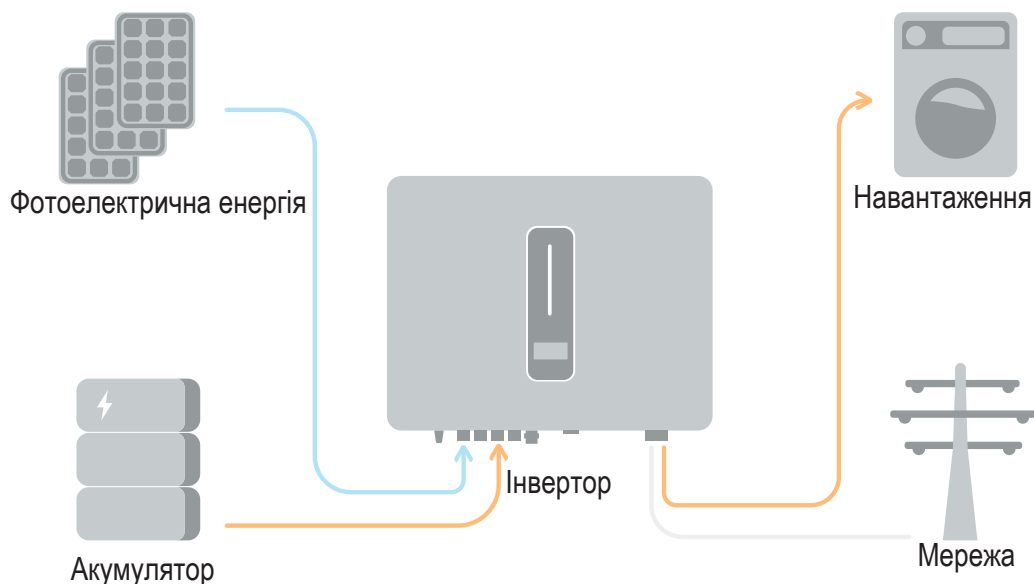 Фотоелектрична енергія
Навантаження
Інвертор
Акумулятор
Мережа